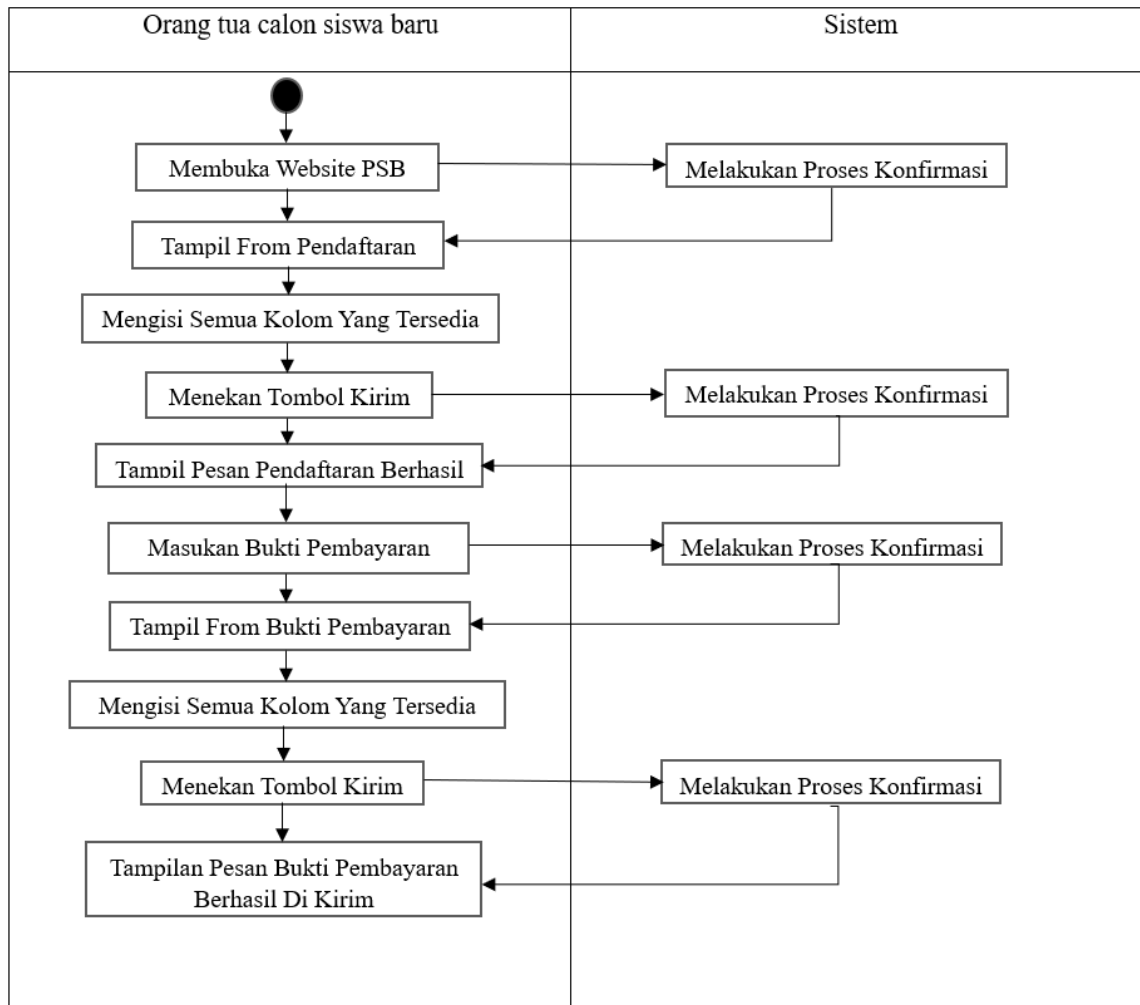 Orang tua calon siswa baru
Sistem
Membuka Website PSB
Melakukan Proses Konfirmasi
Tampil From Pendaftaran
Mengisi Semua Kolom Yang Tersedia
Menekan Tombol Kirim
Melakukan Proses Konfirmasi
Tampil Pesan Pendaftaran Berhasil
Masukan Bukti Pembayaran
Melakukan Proses Konfirmasi
Tampil From Bukti Pembayaran
Mengisi Semua Kolom Yang Tersedia
Menekan Tombol Kirim
Melakukan Proses Konfirmasi
Tampilan Pesan Bukti Pembayaran
Berhasil Di Kirim